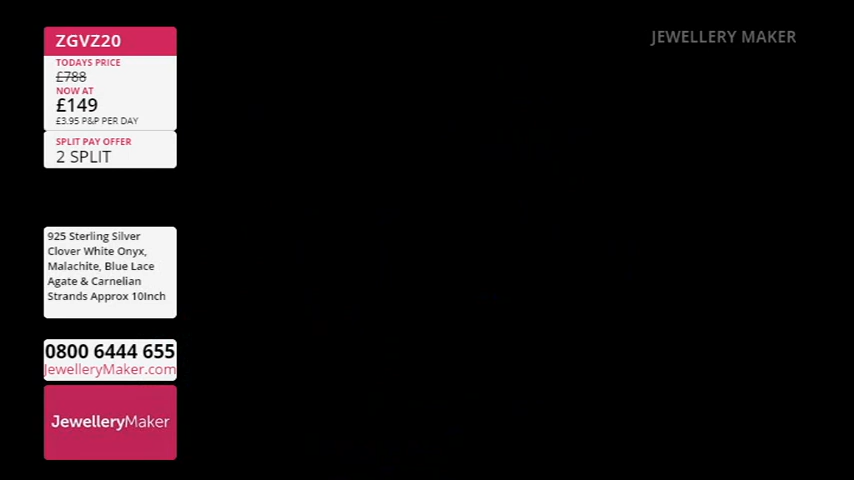 ZGVZ20
TODAYS PRICE
£788
NOW AT
£149
£3.95 P&P PER DAY
SPLIT PAY OFFER
2 SPLIT
925 Sterling Silver
Clover White Onyx,
Malachite, Blue Lace
Agate & Carnelian
Strands Approx 10Inch
0800 6444 655
JewelleryMaker.com
JewelleryMaker
JEWELLERY MAKER